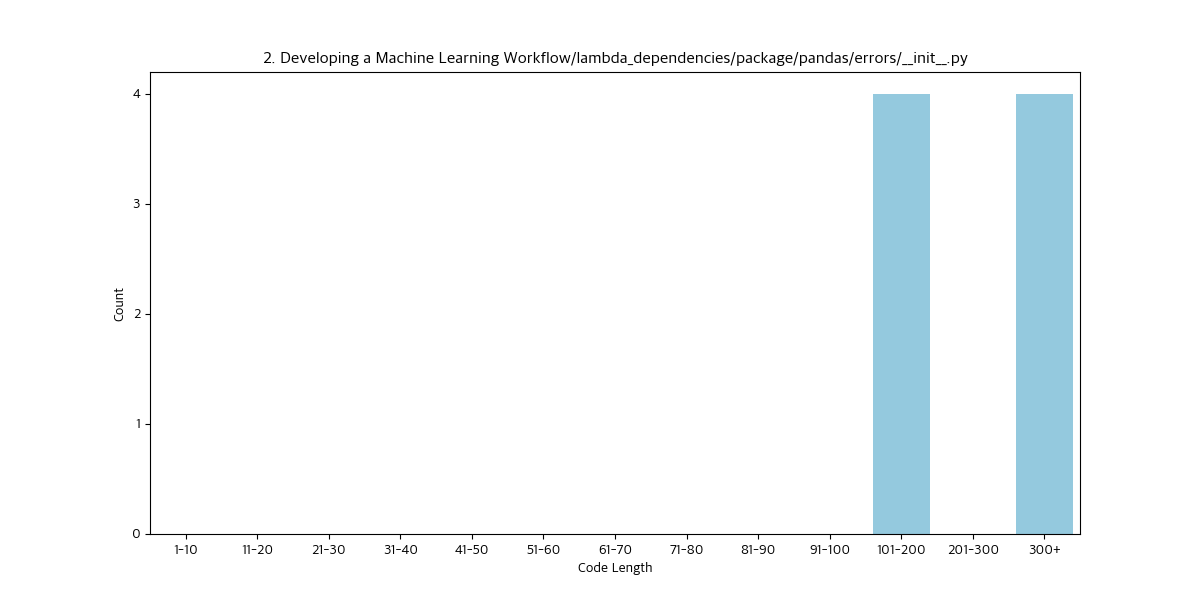 2. Developing a Machine Learning Workflow/lambda_dependencies/package/pandas/errors/__init__.py
4
3
2
1
0
Count
1-10 11-20 21-30 31-40 41-50 51-60 61-70 71-80 81-90 91-100 101-200 201-300 300+
Code Length